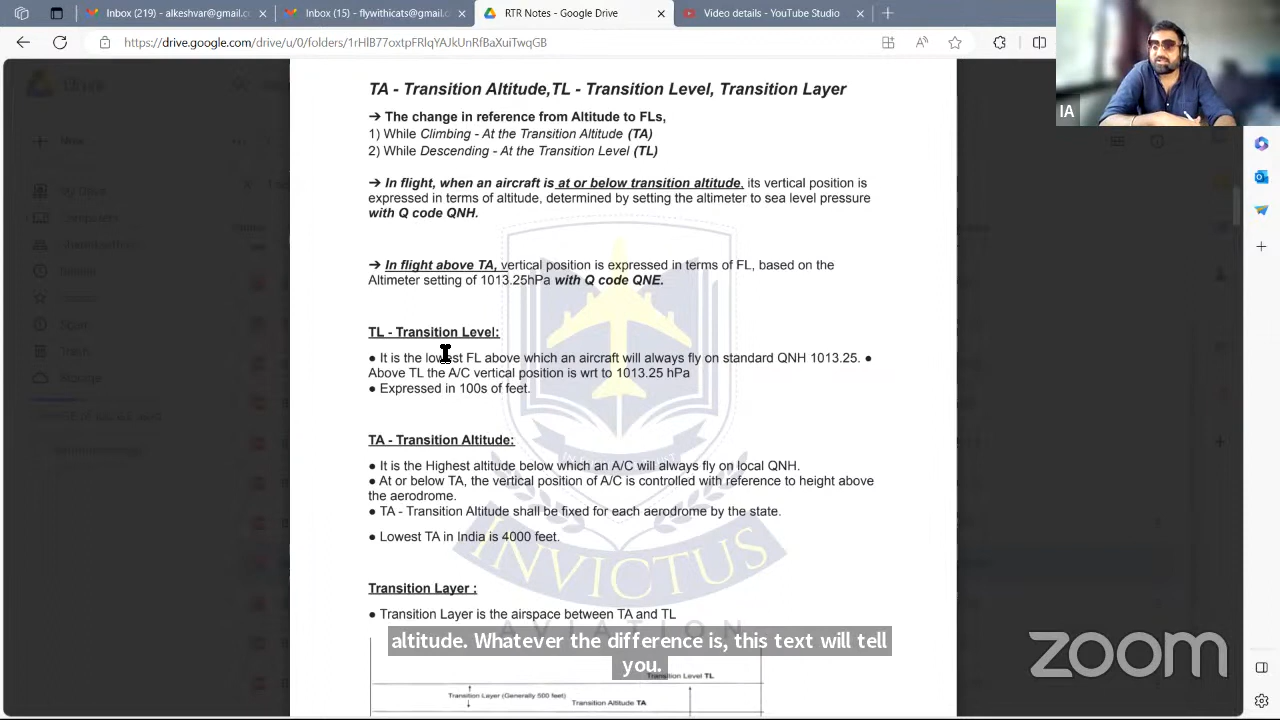 Inbox (219) - alkeshvar@gmail.co
Inbox (15) - flywithicats@gmail.c
RTR Notes - Google Drive
Video details - YouTube Studio
https://drive.google.com/drive/u/0/folders/1rHlB77oxtpFRlqYAJkUnRfBaXuiTwqGB
IA
TA - Transition Altitude,TL - Transition Level, Transition Layer
➔ The change in reference from Altitude to FLs,
1) While Climbing - At the Transition Altitude (TA)
2) While Descending - At the Transition Level (TL)
➔ In flight, when an aircraft is at or below transition altitude, its vertical position is
expressed in terms of altitude, determined by setting the altimeter to sea level pressure
with Q code QNH.
➔ In flight above TA, vertical position is expressed in terms of FL, based on the
Altimeter setting of 1013.25hPa with Q code QNE.
TL - Transition Level:
● It is the lowest FL above which an aircraft will always fly on standard QNH 1013.25. ●
Above TL the A/C vertical position is wrt to 1013.25 hPa
● Expressed in 100s of feet.
TA - Transition Altitude:
● It is the Highest altitude below which an A/C will always fly on local QNH.
● At or below TA, the vertical position of A/C is controlled with reference to height above
the aerodrome.
● TA - Transition Altitude shall be fixed for each aerodrome by the state.
● Lowest TA in India is 4000 feet.
INVICTUS
AVIATION
Transition Layer :
● Transition Layer is the airspace between TA and TL
altitude. Whatever the difference is, this text will tell
you.
Transition Level TL
Transition Layer (Generally 500 feet)
Transition Altitude TA
zoom